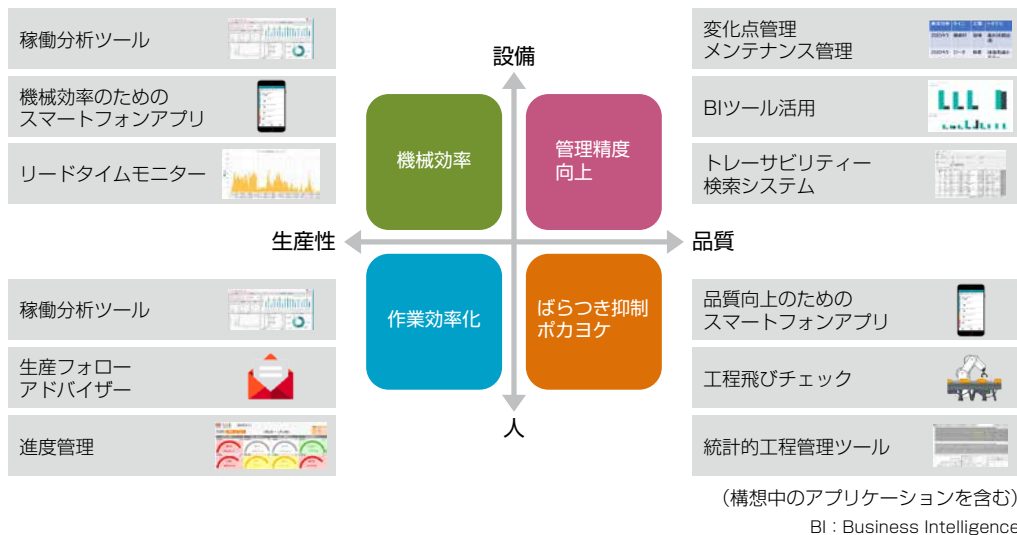 設備
人
生産性
品質
稼働分析ツール
機械効率のための
スマートフォンアプリ
リードタイムモニター
機械効率
管理精度
向上
変化点管理
メンテナンス管理
BIツール活用
トレーサビリティー
検索システム
稼働分析ツール
生産フォロー
アドバイザー
進度管理
作業効率化
ばらつき抑制
ポカヨケ
品質向上のための
スマートフォンアプリ
工程飛びチェック
統計的工程管理ツール
(構想中のアプリケーションを含む)
BI：Business Intelligence